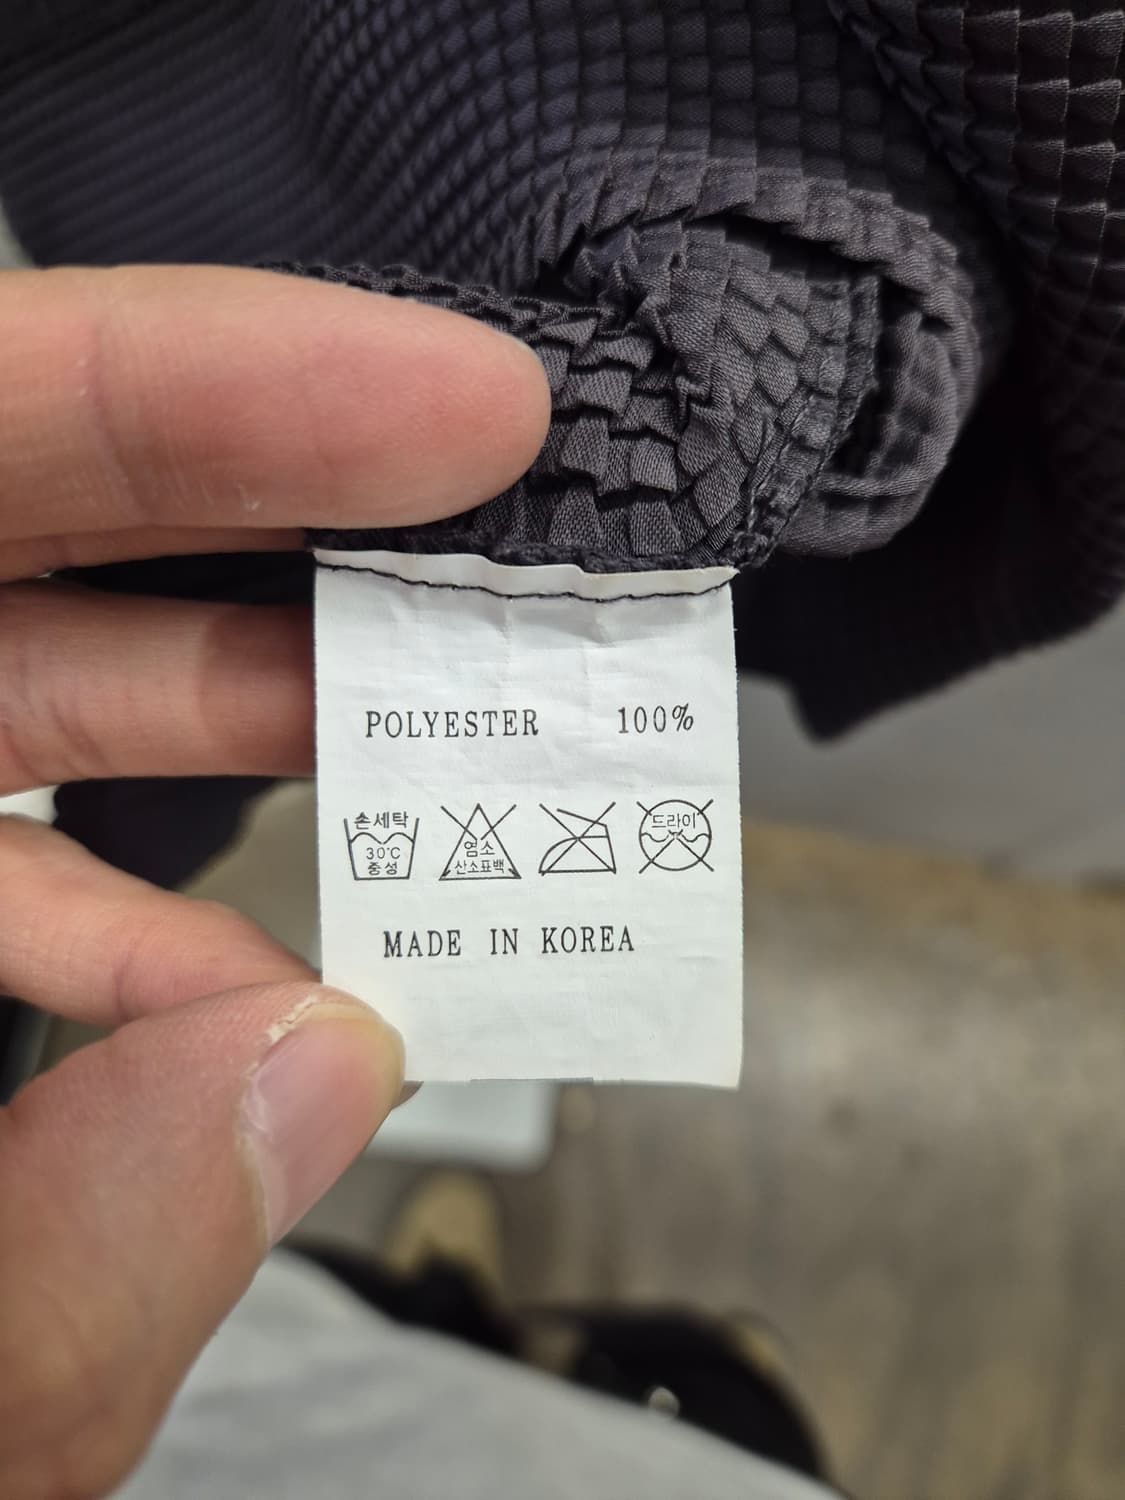 POLYESTER 100%
손세탁 염소 드라이
30℃ 산소표백
중성
MADE IN KOREA